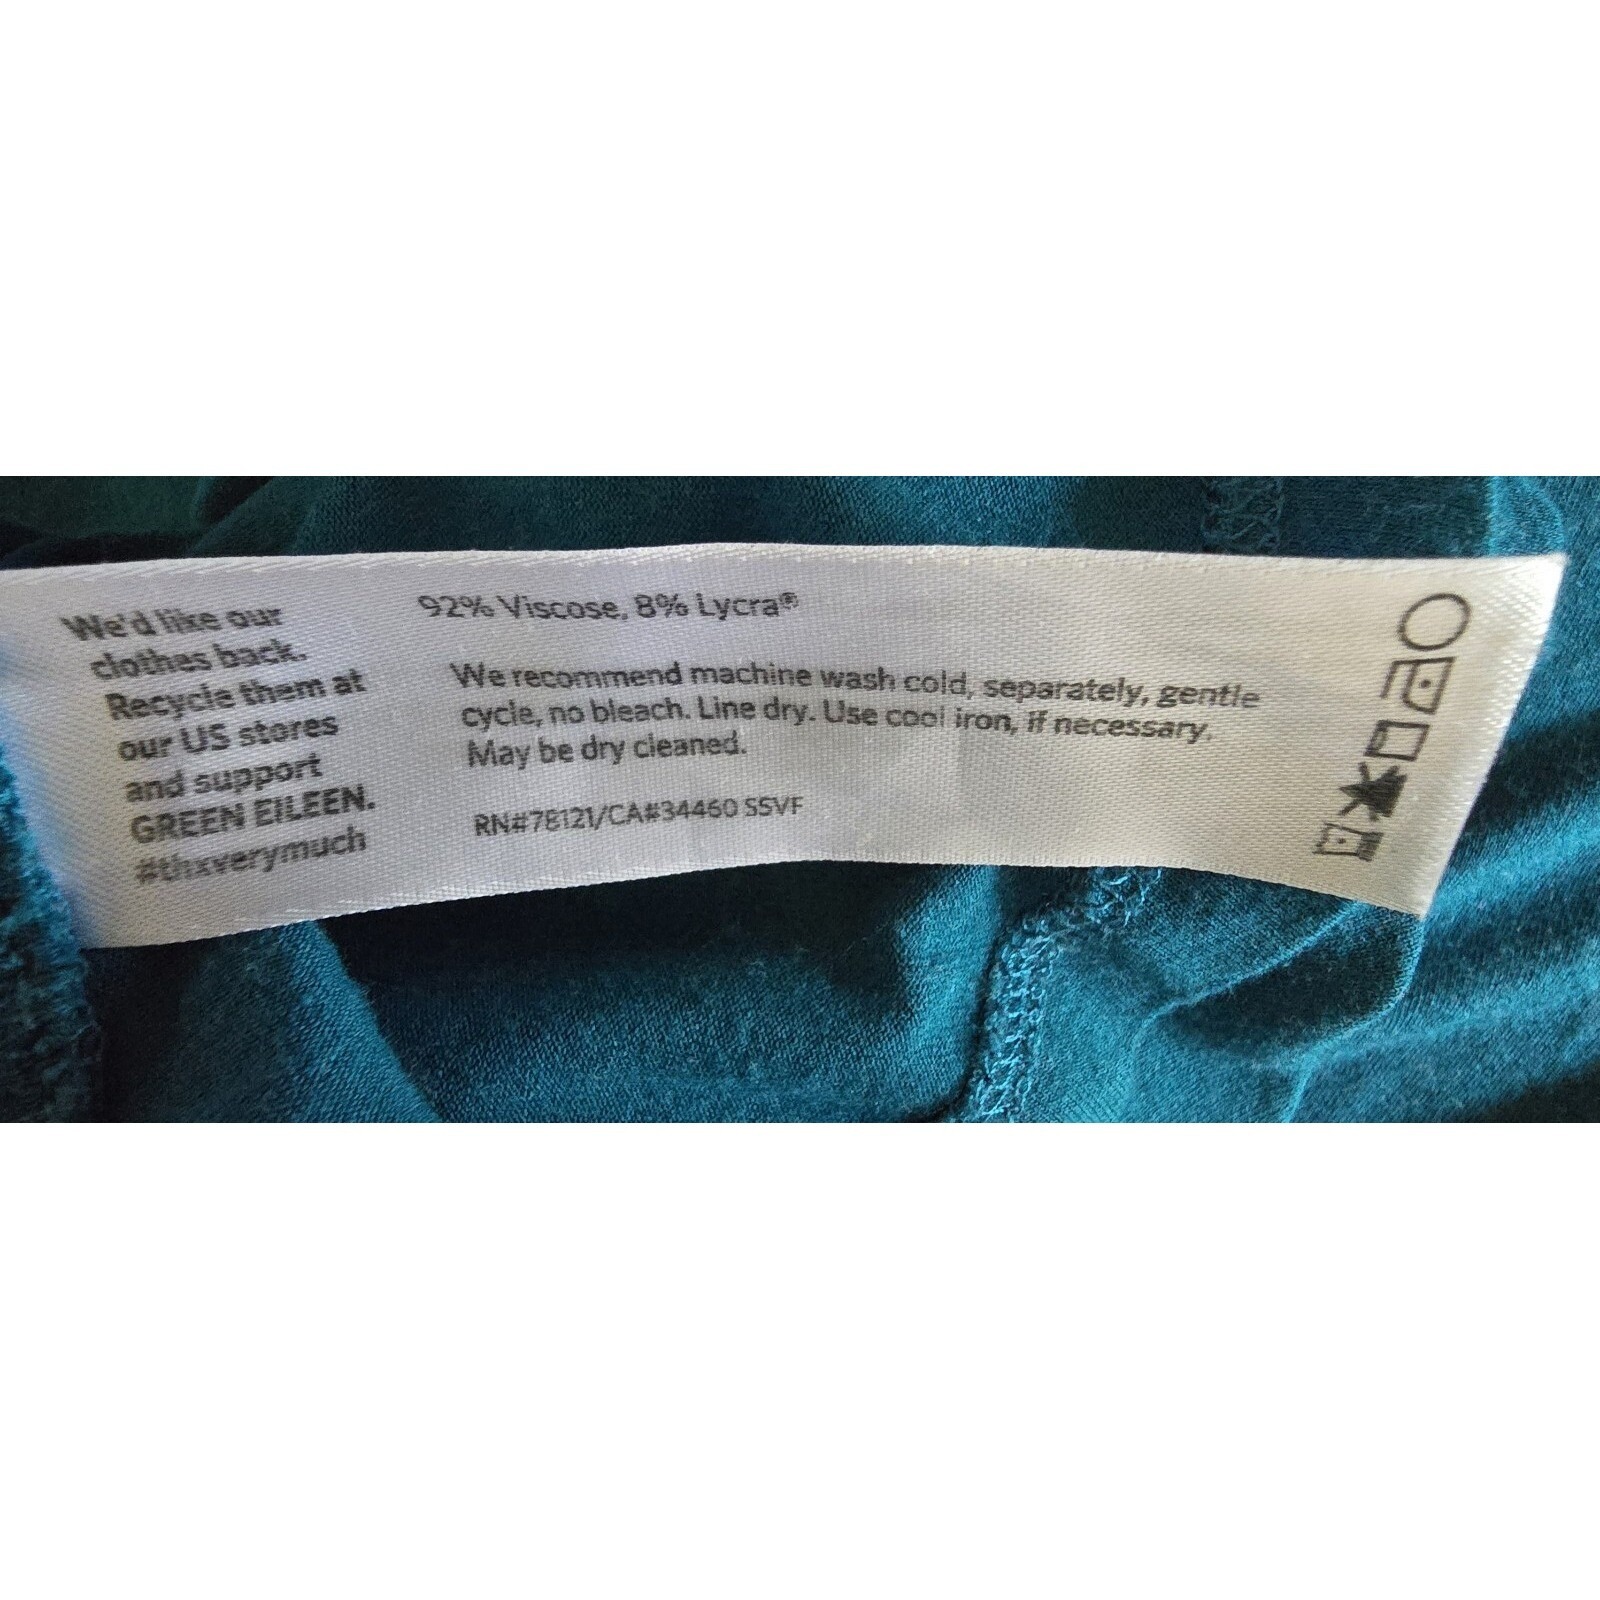 We'd like our
clothes back.
Recycle them at
our US stores
and support
GREEN EILEEN.
#thxverymuch
92% Viscose, 8% Lycra®
We recommend machine wash cold, separately, gentle
cycle, no bleach. Line dry. Use cool iron, if necessary.
May be dry cleaned.
RN#78121/CA#34460 SSVF